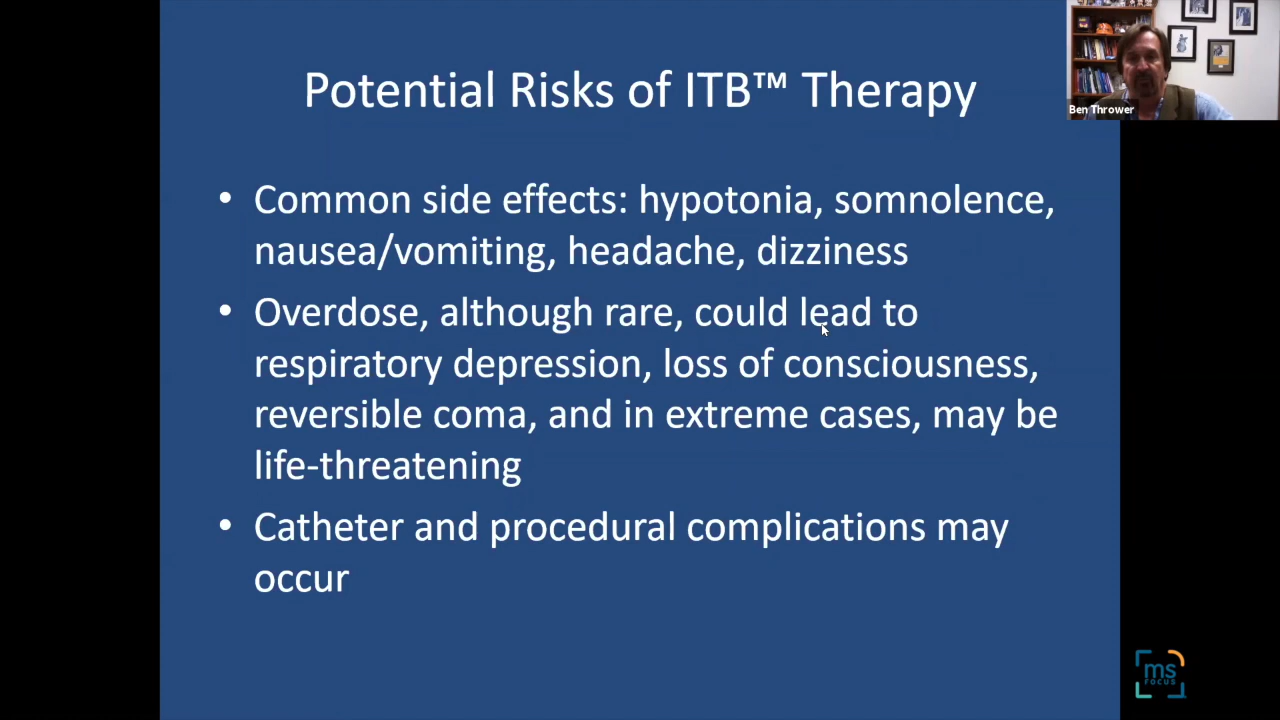 Potential Risks of ITB™ Therapy
Ben Thrower
• Common side effects: hypotonia, somnolence,
nausea/vomiting, headache, dizziness
• Overdose, although rare, could lead to
respiratory depression, loss of consciousness,
reversible coma, and in extreme cases, may be
life-threatening
• Catheter and procedural complications may
occur
ms
FOCUS